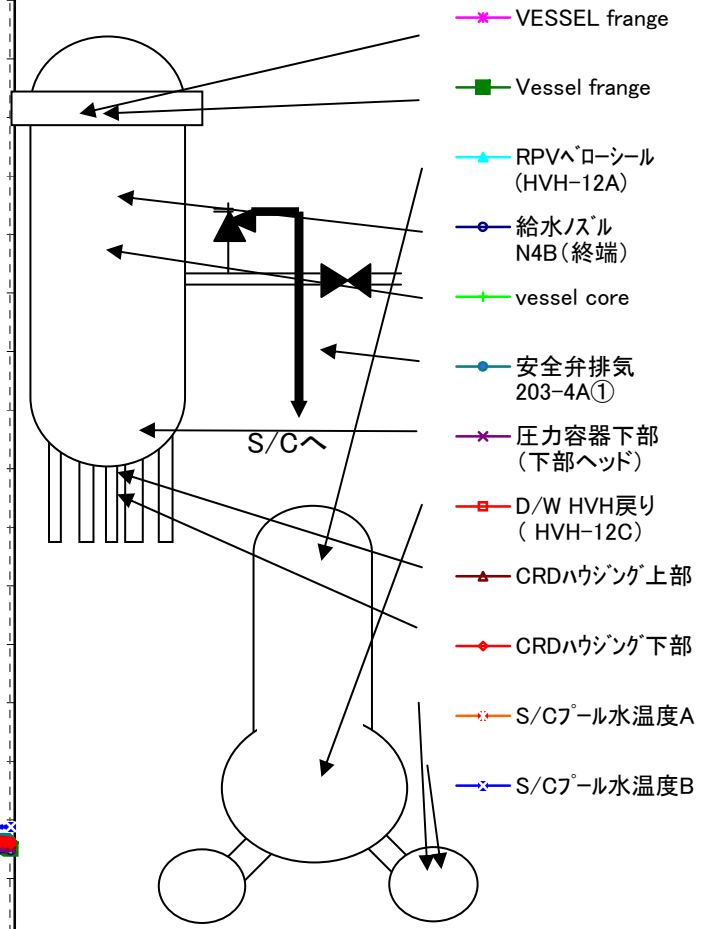 VESSEL frange
Vessel frange
RPVベローシール
(HVH-12A)
給水ノズル
N4B(終端)
vessel core
安全弁排気
203-4A①
圧力容器下部
(下部ヘッド)
D/W HVH戻り
( HVH-12C)
CRDハウジング上部
CRDハウジング下部
S/Cプール水温度A
S/Cプール水温度B
S/Cへ